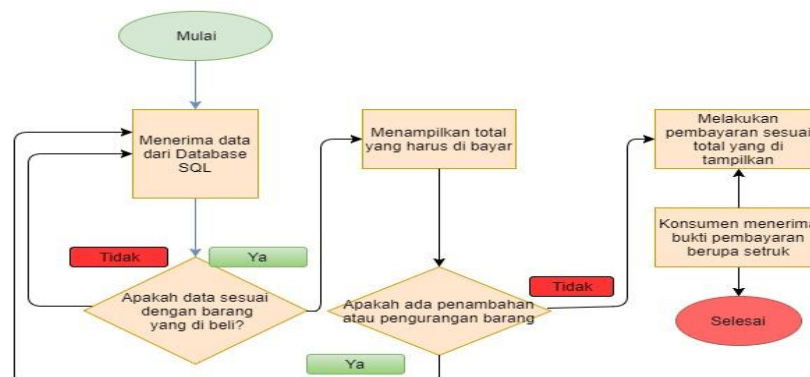 Mulai
Menerima data
dari Database
SQL
Menampilkan total
yang harus di bayar
Melakukan
pembayaran sesuai
total yang di
tampilkan
Konsumen menerima
bukti pembayaran
berupa setruk
Tidak
Ya
Apakah data sesuai
dengan barang
yang di beli?
Apakah ada penambahan
atau pengurangan barang
Tidak
Selesai
Ya